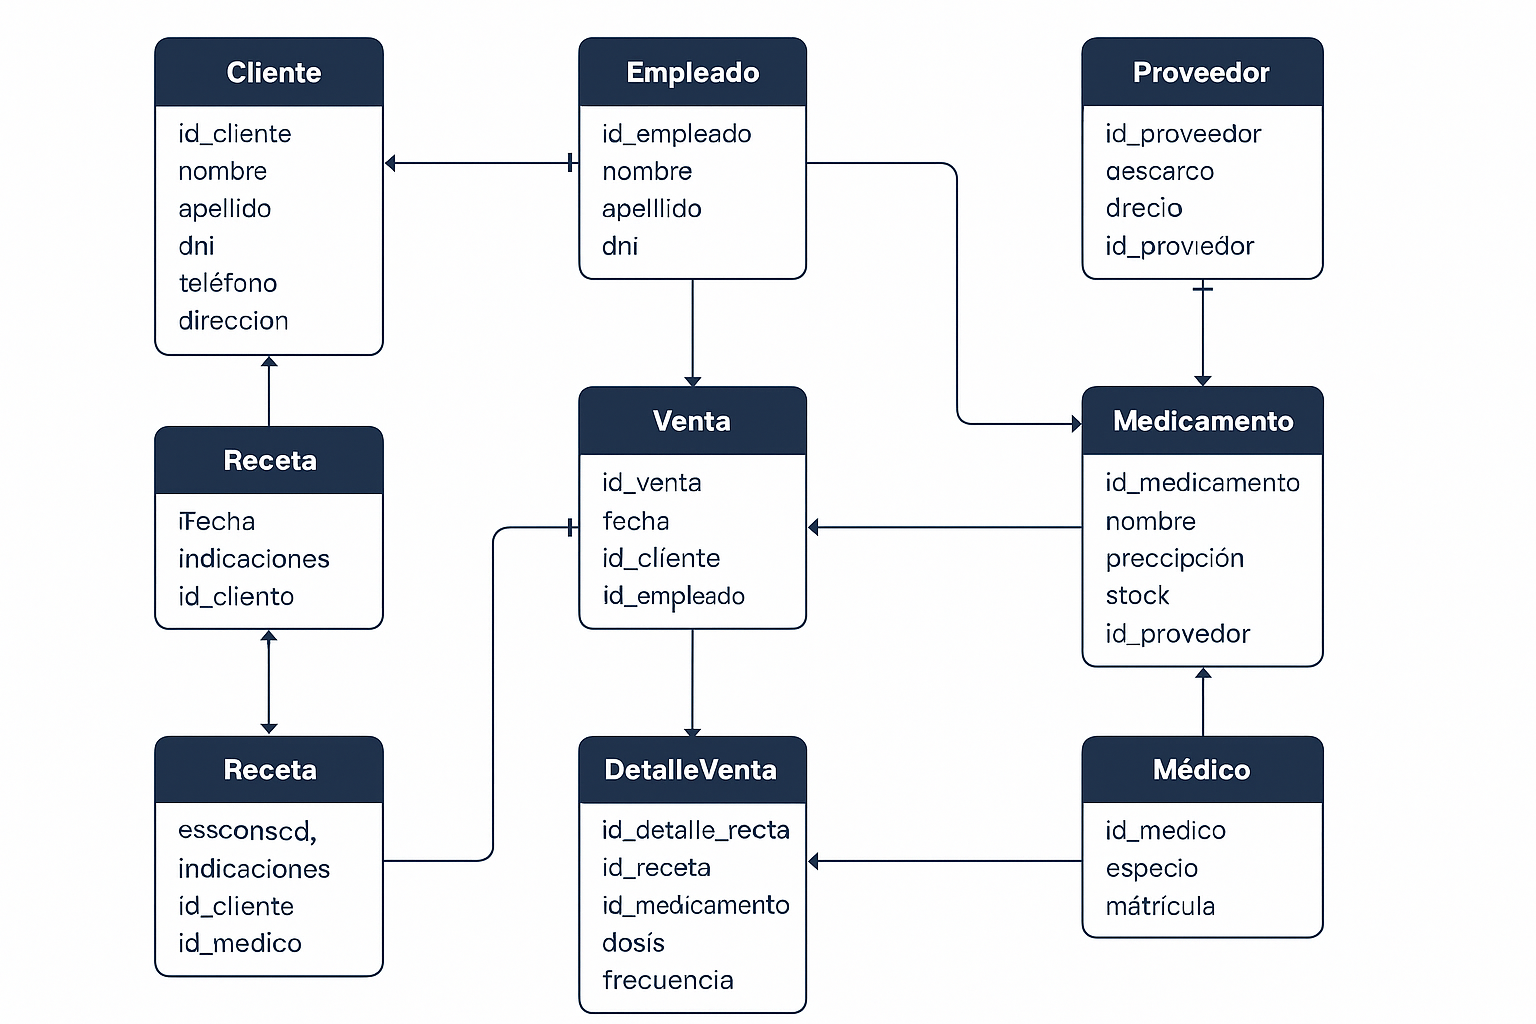 Cliente
id_cliente
nombre
apellido
dni
teléfono
direccion
Empleado
id_empleado
nombre
apelllido
dni
Proveedor
id_proveedor
aescarco
drecio
id_provıeđor
Receta
iFecha
indicaciones
id_cliento
Venta
id_venta
fecha
id_clíente
id_empleado
Medicamento
id_medicamento
nombre
preccipción
stock
id_provedor
Receta
essconscd,
indicaciones
id_cliente
id_medico
DetalleVenta
id_detalle_recta
id_receta
id_medicamento
dosís
frecuencia
Médico
id_medico
especio
mátrícula